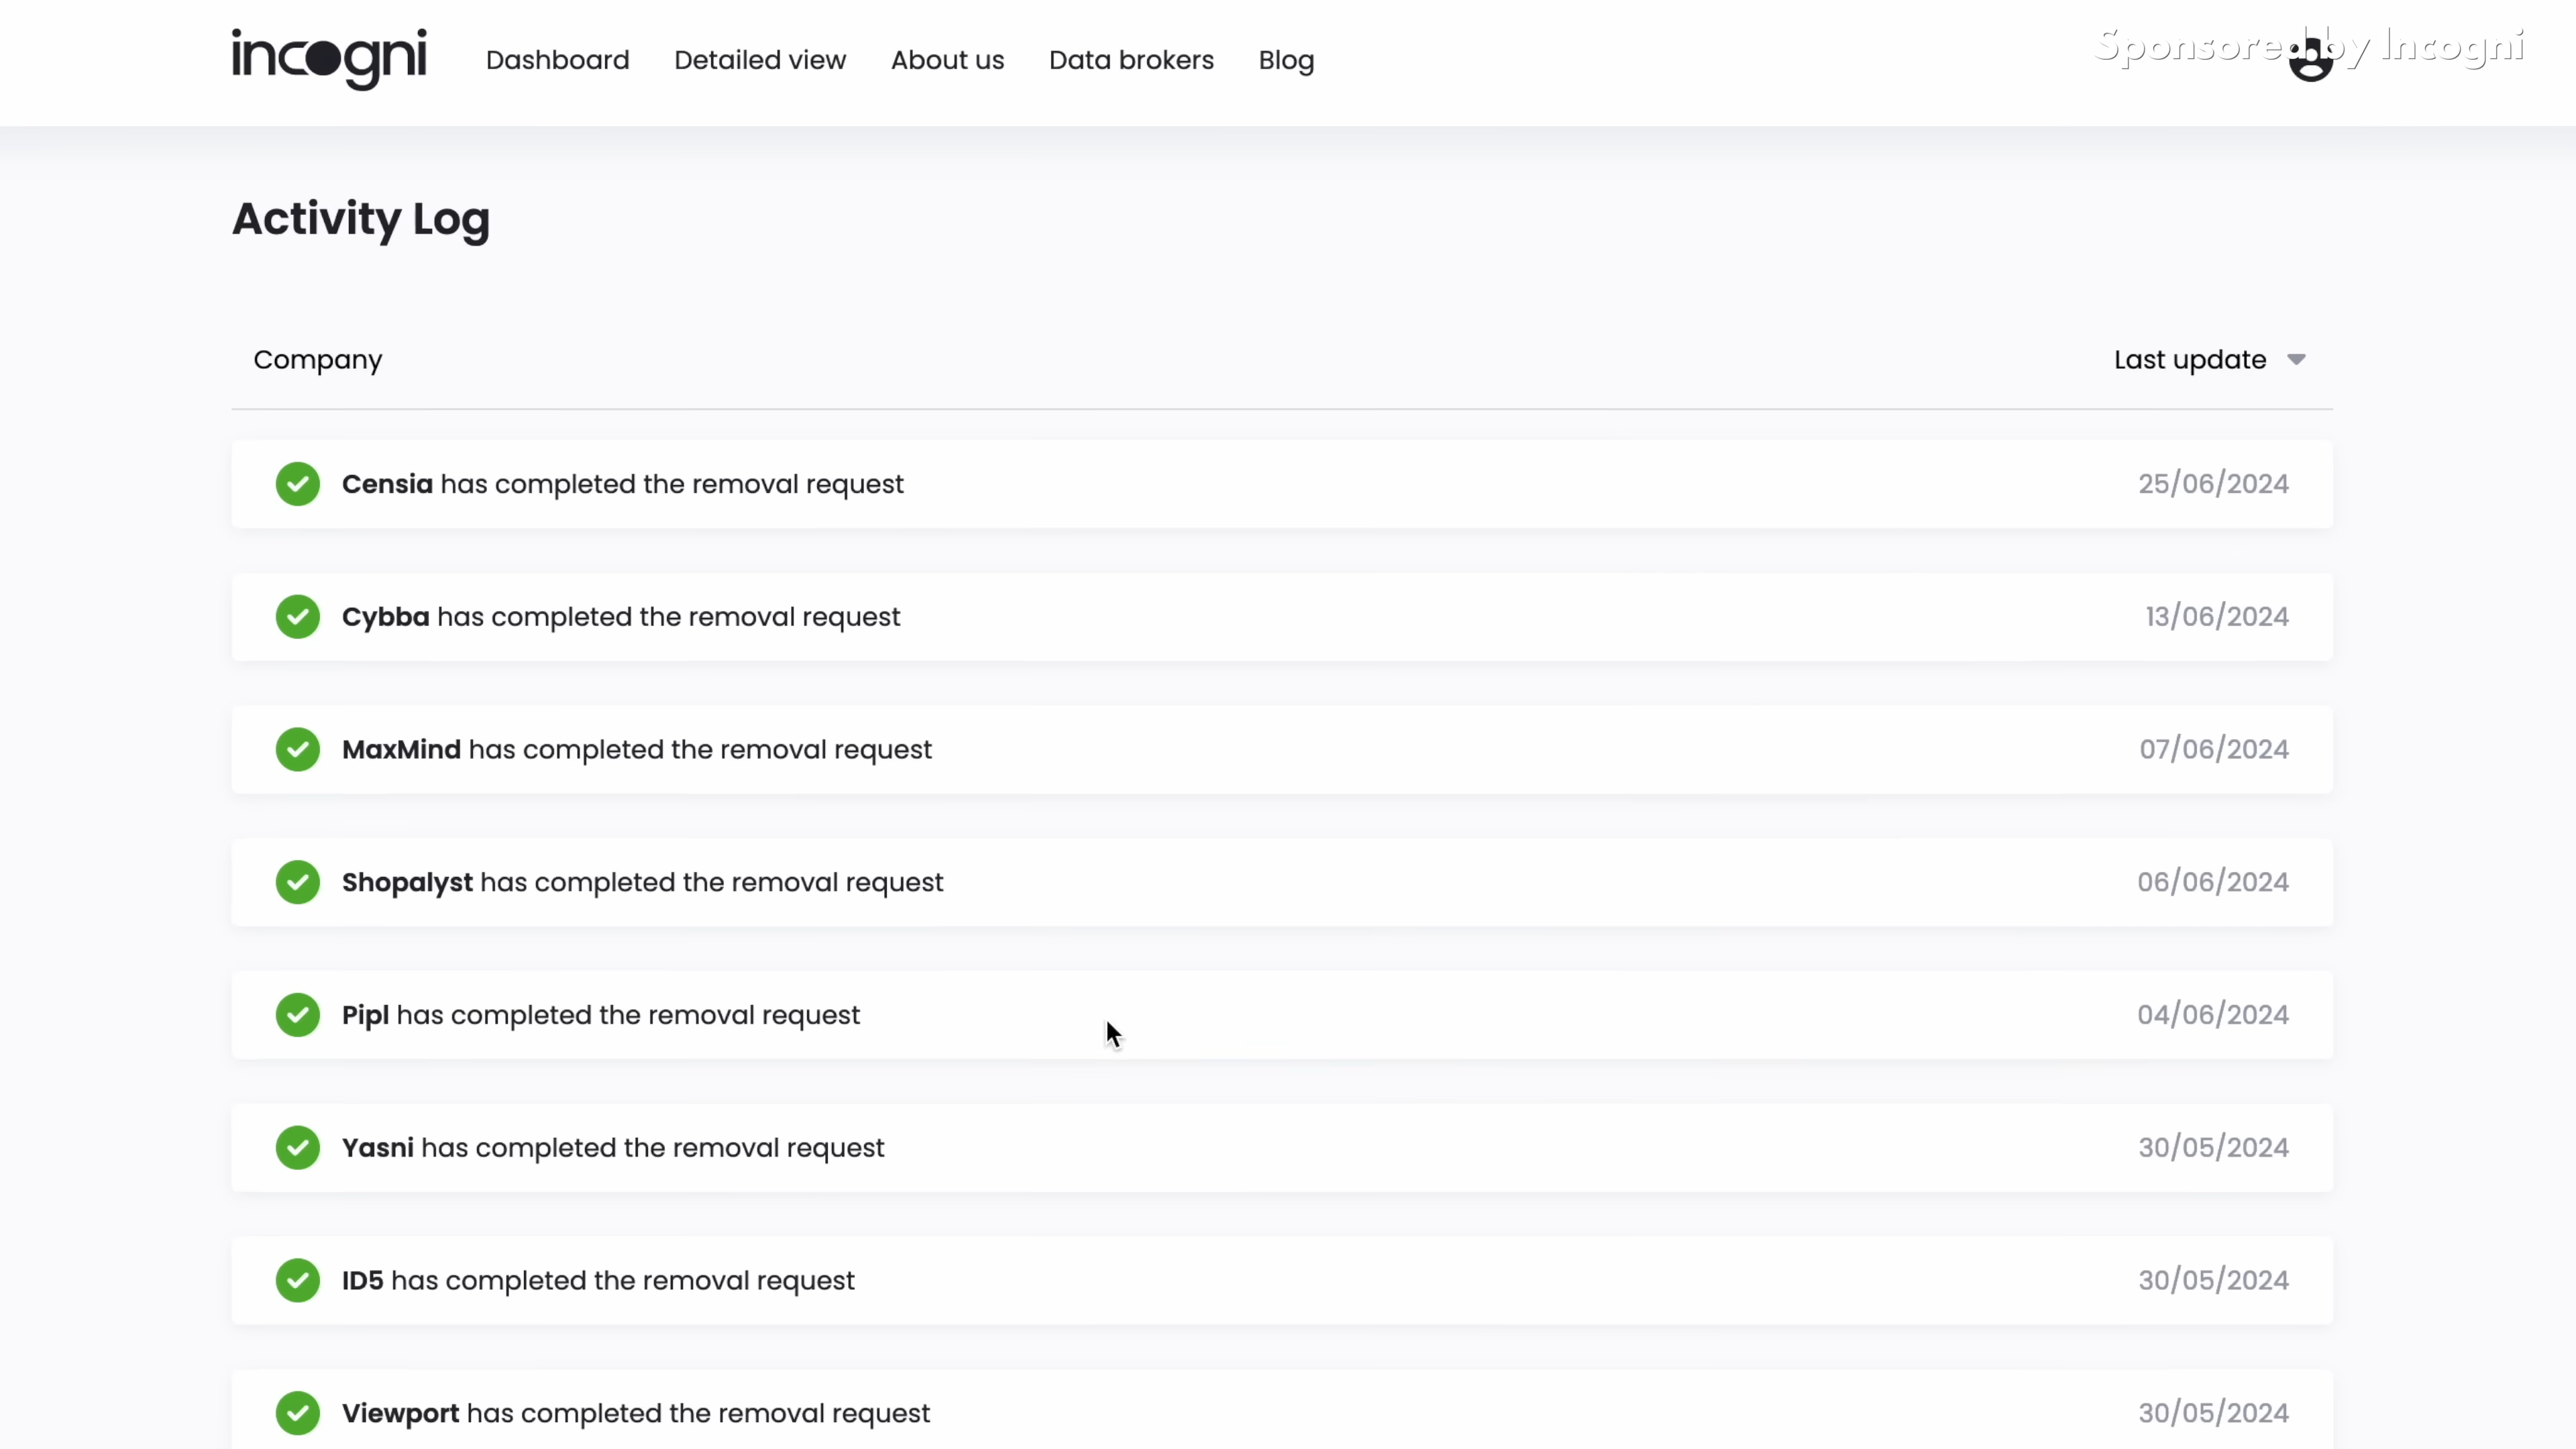 incogni Dashboard Detailed view About us Data brokers Blog
Sponsored by Incogni
Activity Log
Company Last update
Censia has completed the removal request 25/06/2024
Cybba has completed the removal request 13/06/2024
MaxMind has completed the removal request 07/06/2024
Shopalyst has completed the removal request 06/06/2024
Pipl has completed the removal request 04/06/2024
Yasni has completed the removal request 30/05/2024
ID5 has completed the removal request 30/05/2024
Viewport has completed the removal request 30/05/2024